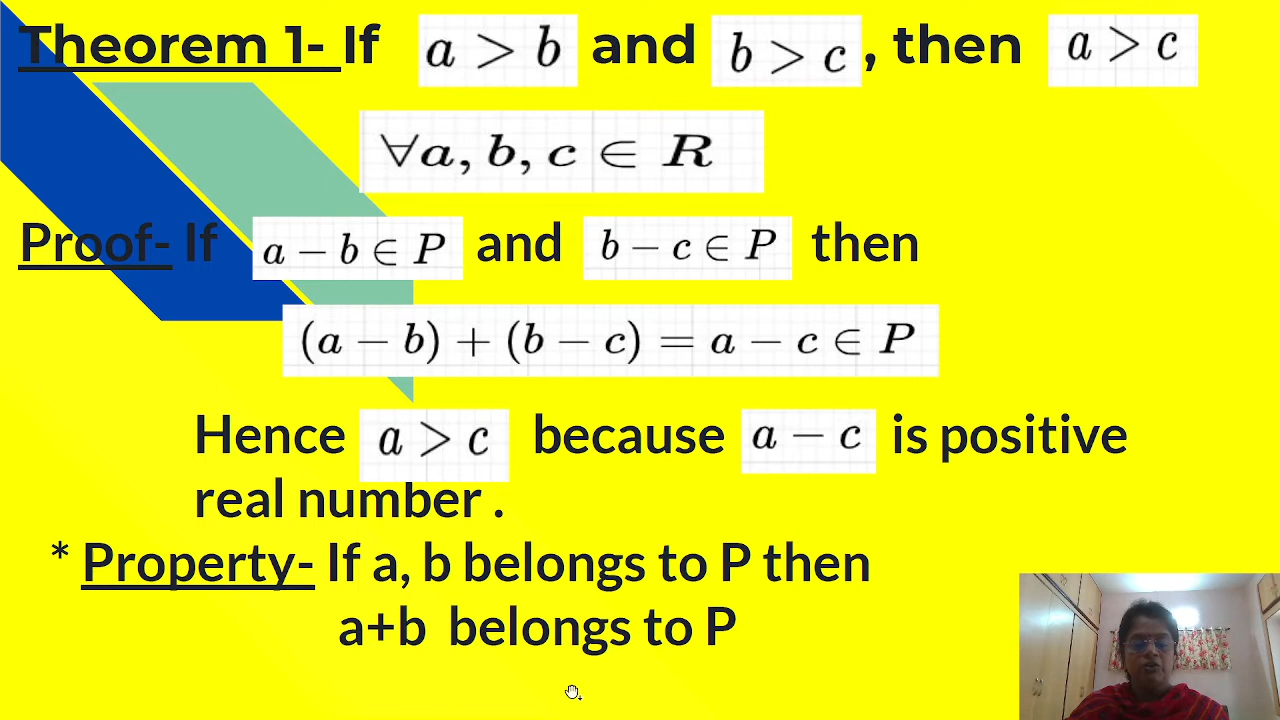 Theorem 1- If a > b and b > c, then a > c
∀a, b, c ∈ R
Proof- If a − b ∈ P and b − c ∈ P then
(a − b) + (b − c) = a − c ∈ P
Hence a > c because a − c is positive
real number .
* Property- If a, b belongs to P then
a+b belongs to P